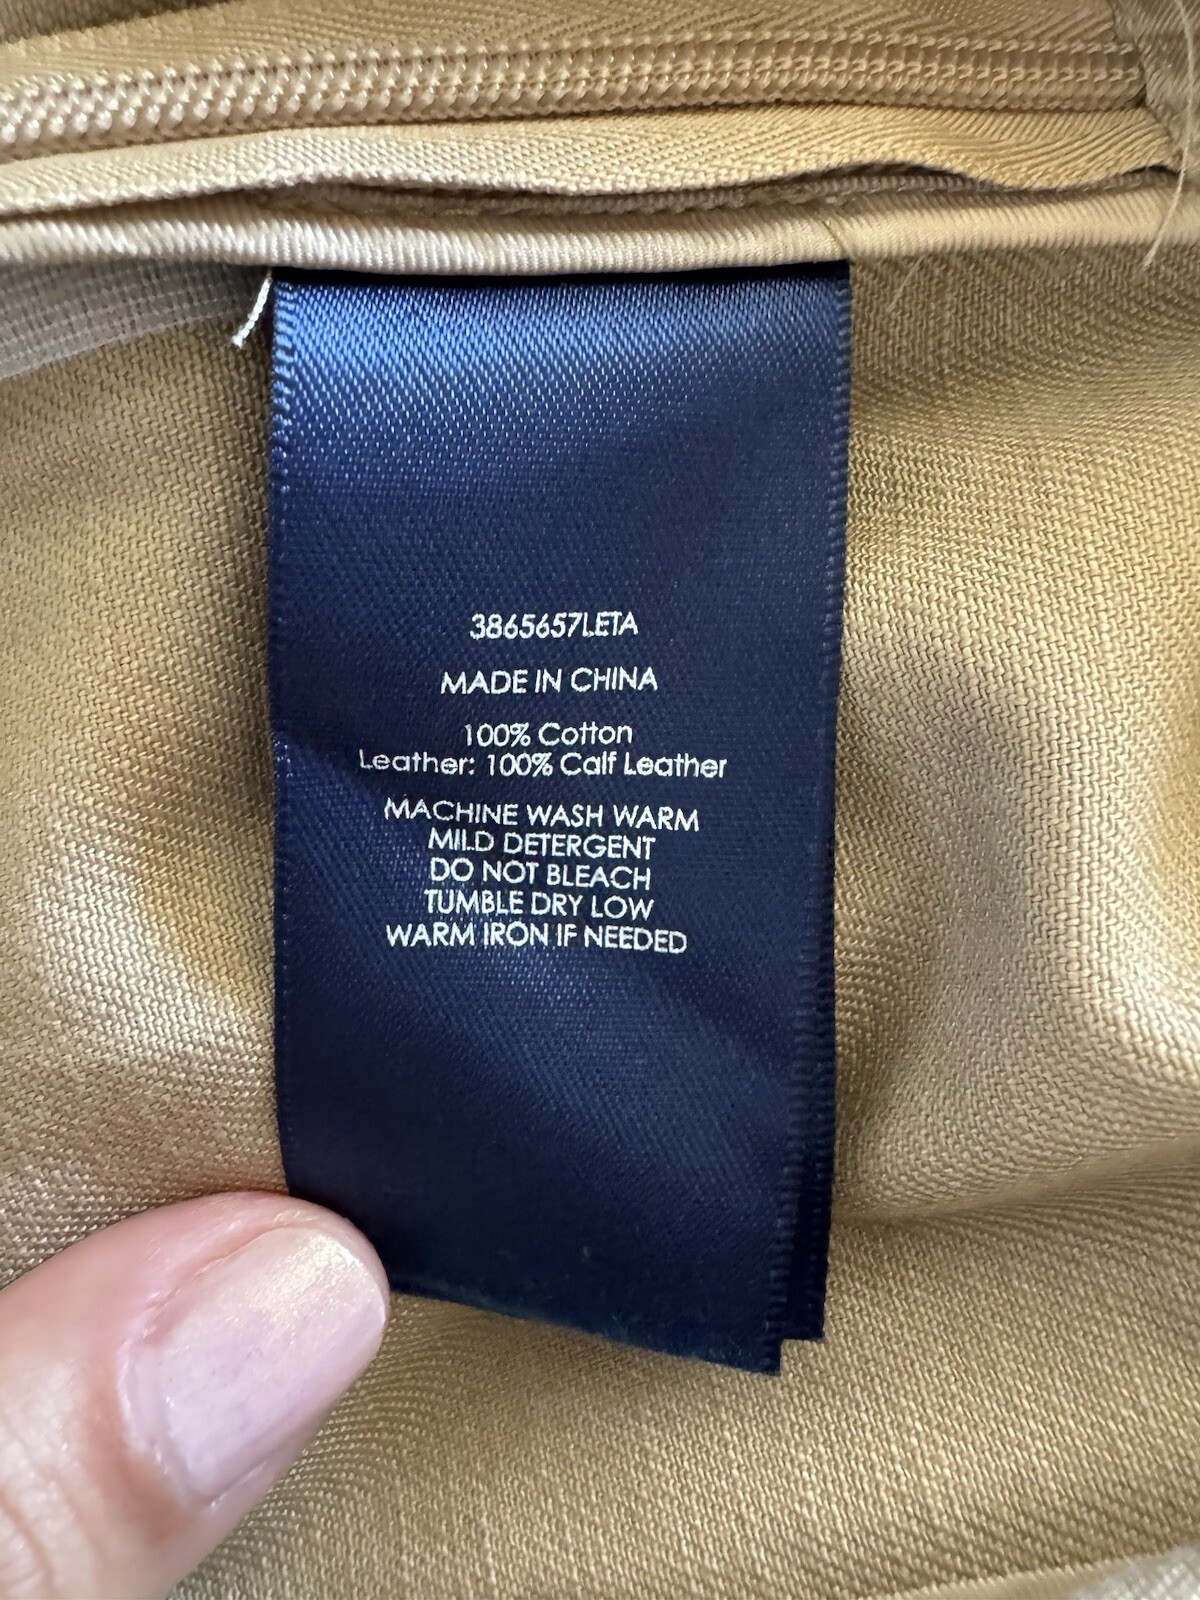 3865657LETA
MADE IN CHINA
100% Cotton
Leather: 100% Calf Leather
MACHINE WASH WARM
MILD DETERGENT
DO NOT BLEACH
TUMBLE DRY LOW
WARM IRON IF NEEDED